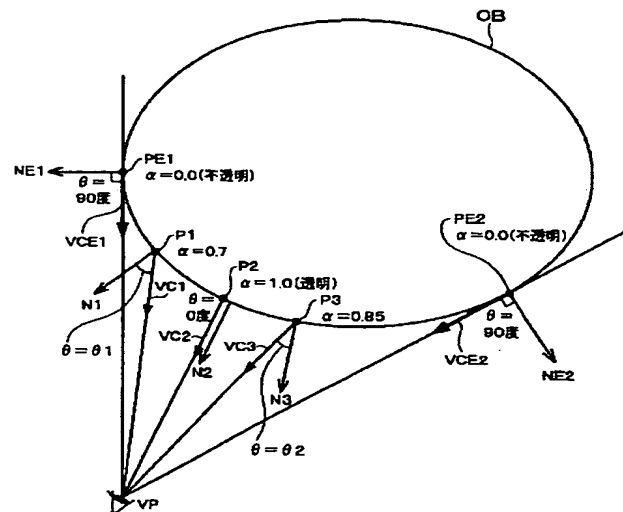 OB
PE1
α=0.0(不透明)
NE1
θ=
90度
VCE1
P1
α=0.7
N1
VC1
θ=θ1
P2
α=1.0(透明)
θ=
0度
VC2
N2
P3
α=0.85
VC3
N3
θ=θ2
PE2
α=0.0(不透明)
θ=
90度
VCE2
NE2
VP